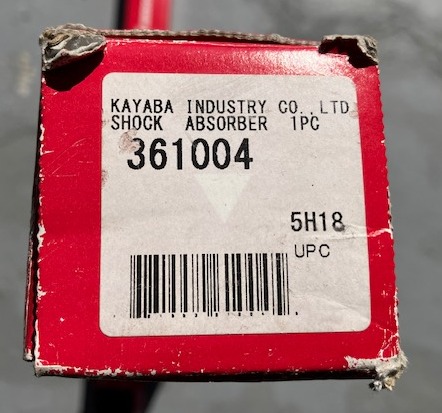 KAYABA INDUSTRY CO.,LTD
SHOCK ABSORBER 1PC
361004
5H18
UPC